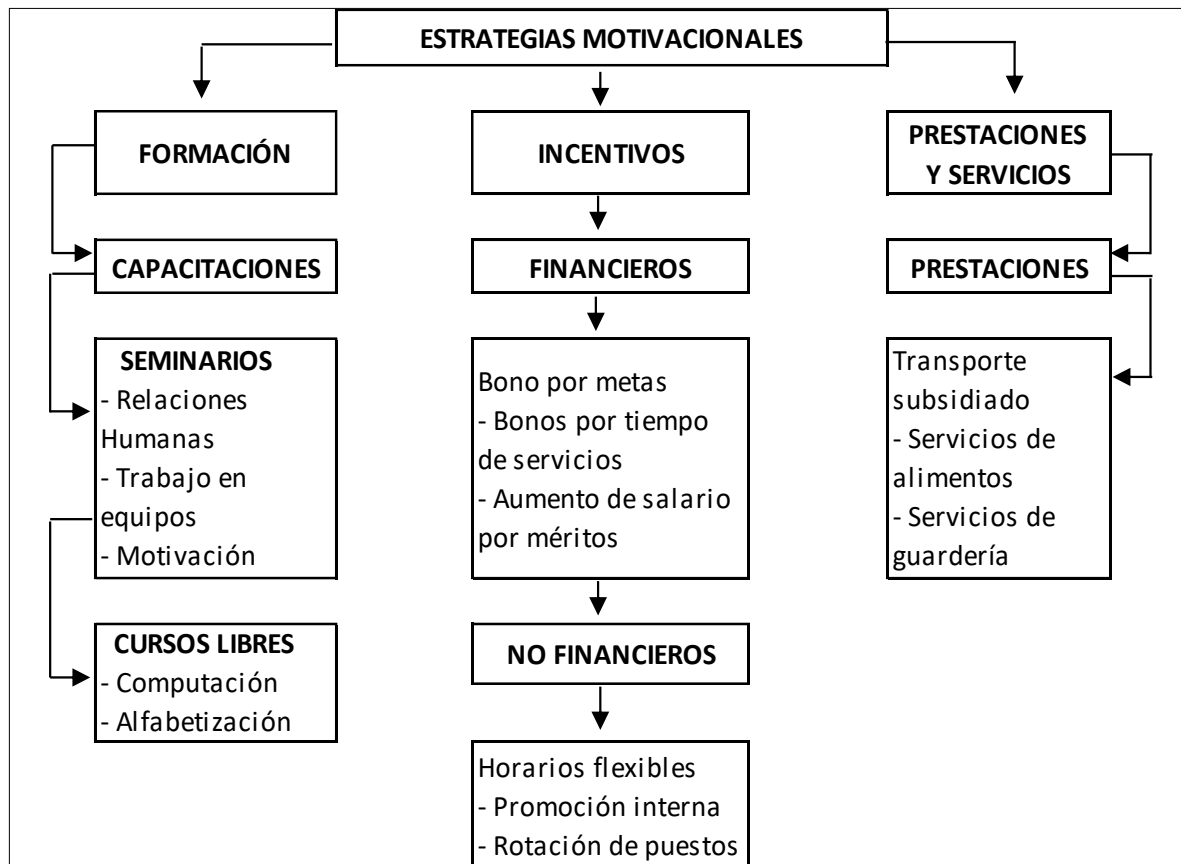 ESTRATEGIAS MOTIVACIONALES
FORMACIÓN
CAPACITACIONES
SEMINARIOS
- Relaciones
Humanas
- Trabajo en
equipos
- Motivación
CURSOS LIBRES
- Computación
- Alfabetización
INCENTIVOS
FINANCIEROS
Bono por metas
- Bonos por tiempo
de servicios
- Aumento de salario
por méritos
NO FINANCIEROS
Horarios flexibles
- Promoción interna
- Rotación de puestos
PRESTACIONES
Y SERVICIOS
PRESTACIONES
Transporte
subsidiado
- Servicios de
alimentos
- Servicios de
guardería